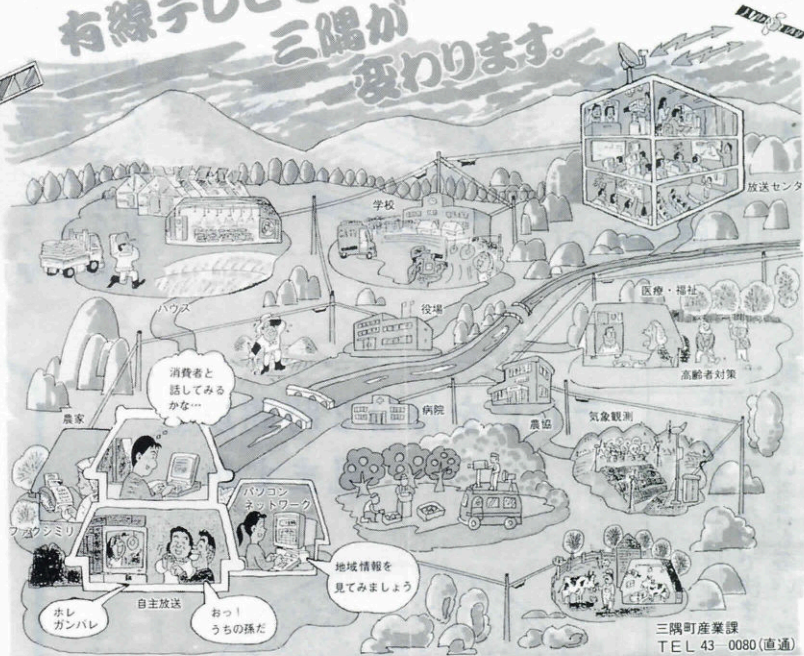 有線テレビで
三隅が
変わります。
放送センタ
学校
ハウス
役場
医療・福祉
高齢者対策
消費者と
話してみる
かな…
農家
病院
農協
気象観測
ファクシミリ
パソコン
ネットワーク
地域情報を
見てみましょう
自主放送
ホレ
ガンバレ
おっ!
うちの孫だ
三隅町産業課
TEL 43―0080(直通)